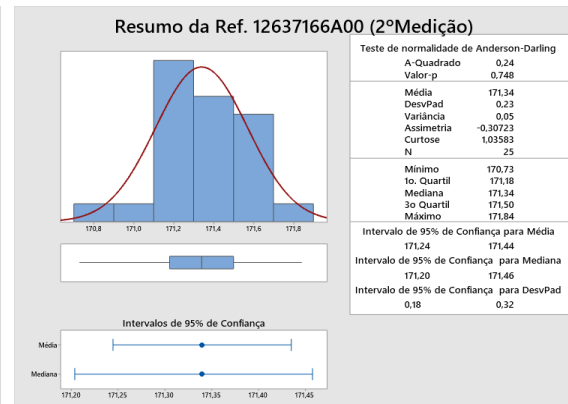 Resumo da Ref. 12637166A00 (2ºMedição)
170,8 171,0 171,2 171,4 171,6 171,8
Intervalos de 95% de Confiança
Média
Mediana
171,20 171,25 171,30 171,35 171,40 171,45
Teste de normalidade de Anderson-Darling
A-Quadrado 0,24
Valor-p 0,748
Média 171,34
DesvPad 0,23
Variância 0,05
Assimetria -0,30723
Curtose 1,03583
N 25
Mínimo 170,73
1o. Quartil 171,18
Mediana 171,34
3o Quartil 171,50
Máximo 171,84
Intervalo de 95% de Confiança para Média
171,24 171,44
Intervalo de 95% de Confiança para Mediana
171,20 171,46
Intervalo de 95% de Confiança para DesvPad
0,18 0,32